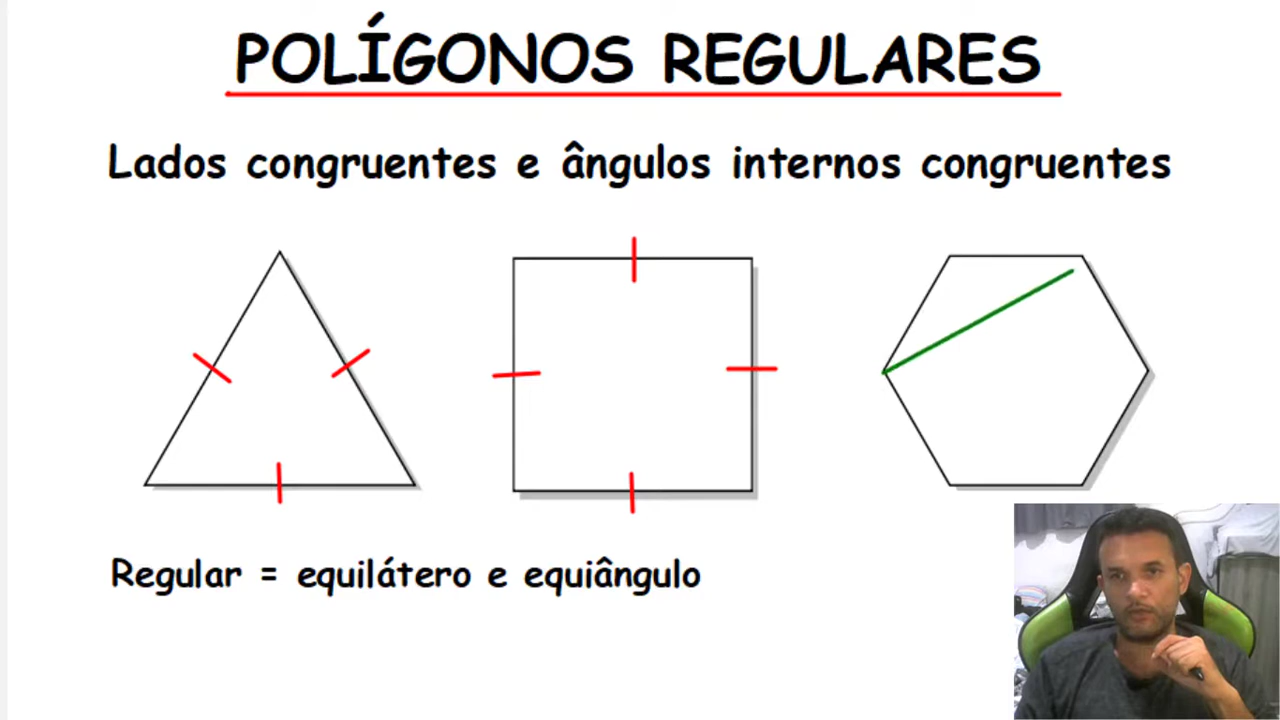 POLÍGONOS REGULARES
Lados congruentes e ângulos internos congruentes
Regular = equilátero e equiângulo